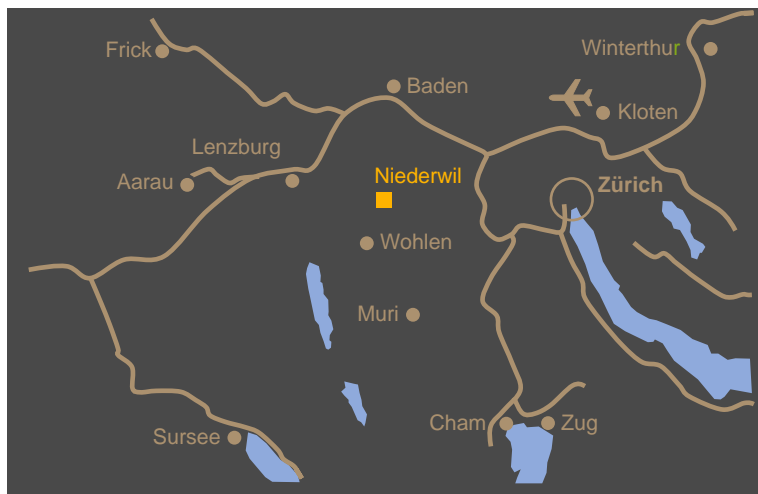 Frick
Winterthur
Baden
Kloten
Lenzburg
Aarau
Niederwil
Zürich
Wohlen
Muri
Cham
Zug
Sursee